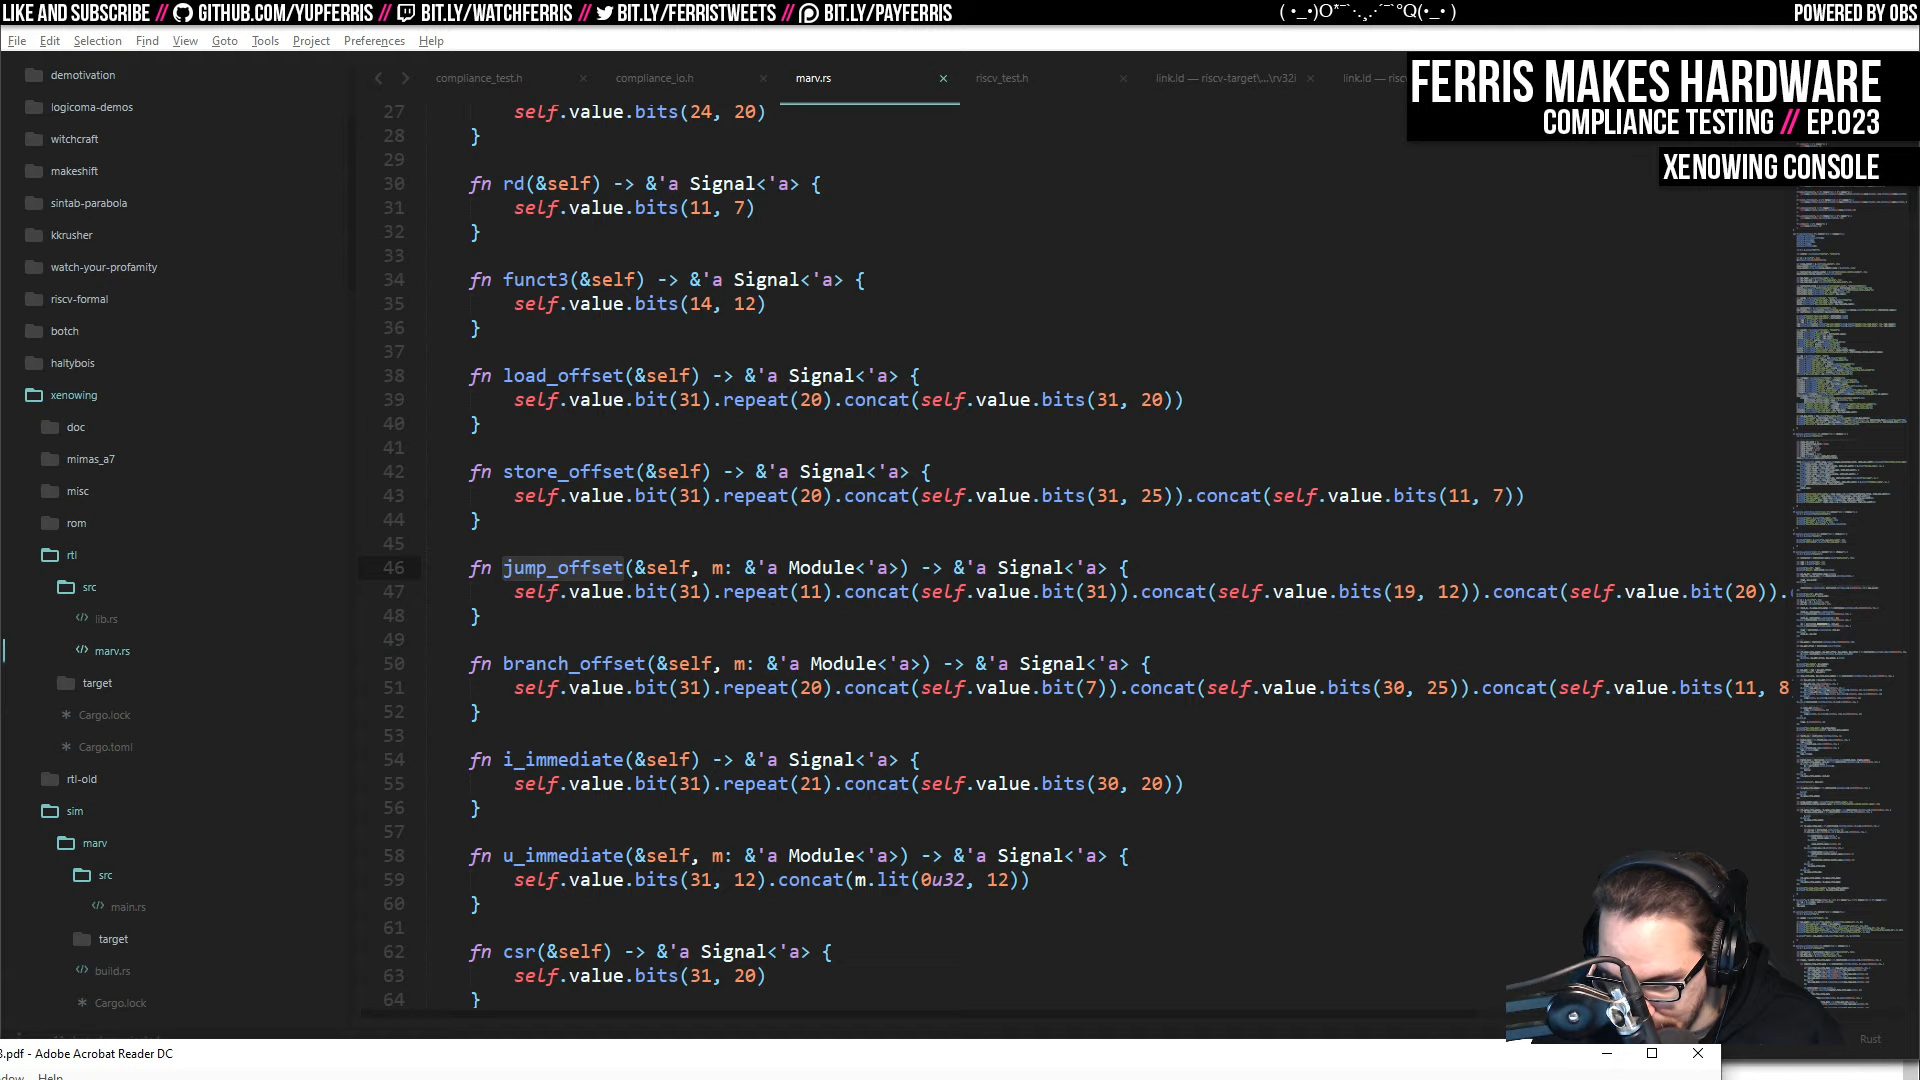 LIKE AND SUBSCRIBE // GITHUB.COM/YUPFERRIS // BIT.LY/WATCHFERRIS // BIT.LY/FERRISTWEETS // BIT.LY/PAYFERRIS
POWERED BY OBS
File Edit Selection Find View Goto Tools Project Preferences Help
FERRIS MAKES HARDWARE
COMPLIANCE TESTING // EP.023
XENOWING CONSOLE
demotivation
logicoma-demos
witchcraft
makeshift
sintab-parabola
kkrusher
watch-your-profamity
riscv-formal
botch
haltybois
xenowing
doc
mimas_a7
misc
rom
rtl
src
lib.rs
marv.rs
target
Cargo.lock
Cargo.toml
rtl-old
sim
marv
src
main.rs
target
build.rs
Cargo.lock
compliance_test.h compliance_io.h marv.rs riscv_test.h link.ld — riscv-target\...\rv32i link.ld — riscv
27 self.value.bits(24, 20)
28 }
29
30 fn rd(&self) -> &'a Signal<'a> {
31 self.value.bits(11, 7)
32 }
33
34 fn funct3(&self) -> &'a Signal<'a> {
35 self.value.bits(14, 12)
36 }
37
38 fn load_offset(&self) -> &'a Signal<'a> {
39 self.value.bit(31).repeat(20).concat(self.value.bits(31, 20))
40 }
41
42 fn store_offset(&self) -> &'a Signal<'a> {
43 self.value.bit(31).repeat(20).concat(self.value.bits(31, 25)).concat(self.value.bits(11, 7))
44 }
45
46 fn jump_offset(&self, m: &'a Module<'a>) -> &'a Signal<'a> {
47 self.value.bit(31).repeat(11).concat(self.value.bit(31)).concat(self.value.bits(19, 12)).concat(self.value.bit(20)).
48 }
49
50 fn branch_offset(&self, m: &'a Module<'a>) -> &'a Signal<'a> {
51 self.value.bit(31).repeat(20).concat(self.value.bit(7)).concat(self.value.bits(30, 25)).concat(self.value.bits(11, 8
52 }
53
54 fn i_immediate(&self) -> &'a Signal<'a> {
55 self.value.bit(31).repeat(21).concat(self.value.bits(30, 20))
56 }
57
58 fn u_immediate(&self, m: &'a Module<'a>) -> &'a Signal<'a> {
59 self.value.bits(31, 12).concat(m.lit(0u32, 12))
60 }
61
62 fn csr(&self) -> &'a Signal<'a> {
63 self.value.bits(31, 20)
64 }
Rust
3.pdf - Adobe Acrobat Reader DC
dow Help